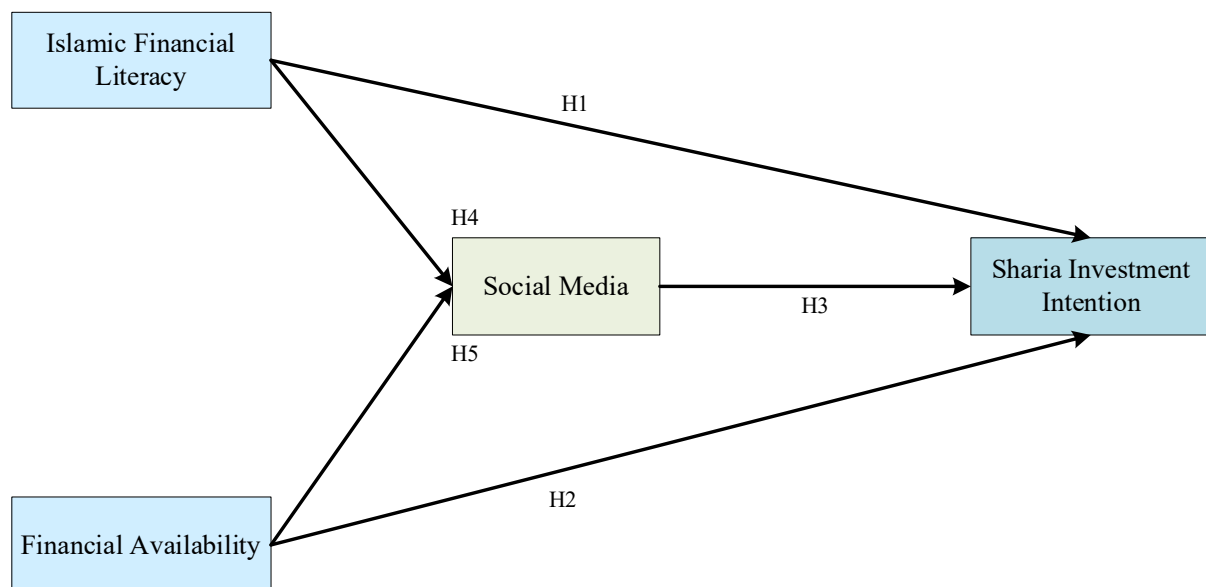 Islamic Financial
Literacy
H1
H4
Social Media
H3
Sharia Investment
Intention
H5
H2
Financial Availability